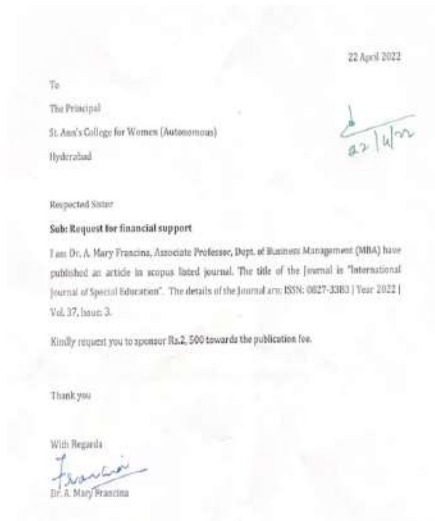 22 April 2022
To
The Principal
St. Ann's College for Women (Autonomous)
22/4/22
Hyderabad
Respected Sister
Sub: Request for financial support
I am Dr. A. Mary Francina, Associate Professor, Dept. of Business Management (MBA) have
published an article in scopus listed journal. The title of the Journal is "International
Journal of Special Education". The details of the Journal are: ISSN: 0827-3383 | Year 2022 |
Vol. 37, Issue: 3.
Kindly request you to sponsor Rs.2, 500 towards the publication fee.
Thank you
With Regards
Francina
Dr. A. Mary Francina